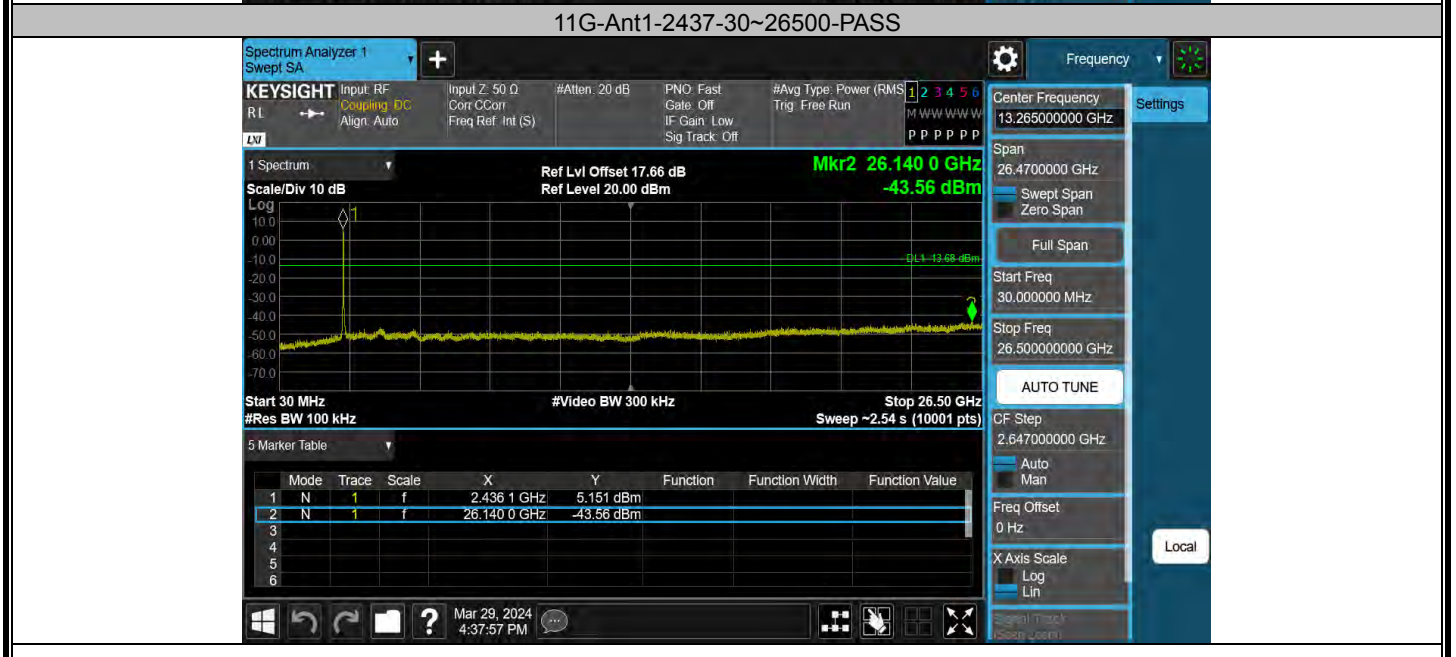 11G-Ant1-2437-30~26500-PASS
Spectrum Analyzer 1
Swept SA
+
Frequency
KEYSIGHT
RL
LXI
Input: RF
Coupling: DC
Align: Auto
Input Z: 50 Ω
Corr CCorr
Freq Ref: Int (S)
#Atten: 20 dB
PNO: Fast
Gate: Off
IF Gain: Low
Sig Track: Off
#Avg Type: Power (RMS
Trig: Free Run
1 2 3 4 5 6
M W W W W W
P P P P P P
1 Spectrum
Scale/Div 10 dB
Ref Lvl Offset 17.66 dB
Ref Level 20.00 dBm
Mkr2 26.140 0 GHz
-43.56 dBm
Log
10.0
0.00
-10.0
-20.0
-30.0
-40.0
-50.0
-60.0
-70.0
1
2
DL1 -13.68 dBm
Start 30 MHz
#Res BW 100 kHz
#Video BW 300 kHz
Stop 26.50 GHz
Sweep ~2.54 s (10001 pts)
5 Marker Table
Mode Trace Scale X Y Function Function Width Function Value
1 N 1 f 2.436 1 GHz 5.151 dBm
2 N 1 f 26.140 0 GHz -43.56 dBm
3
4
5
6
Center Frequency
13.265000000 GHz
Settings
Span
26.4700000 GHz
Swept Span
Zero Span
Full Span
Start Freq
30.000000 MHz
Stop Freq
26.500000000 GHz
AUTO TUNE
CF Step
2.647000000 GHz
Auto
Man
Freq Offset
0 Hz
X Axis Scale
Log
Lin
Signal Track
(Span Zoom)
Local
?
Mar 29, 2024
4:37:57 PM